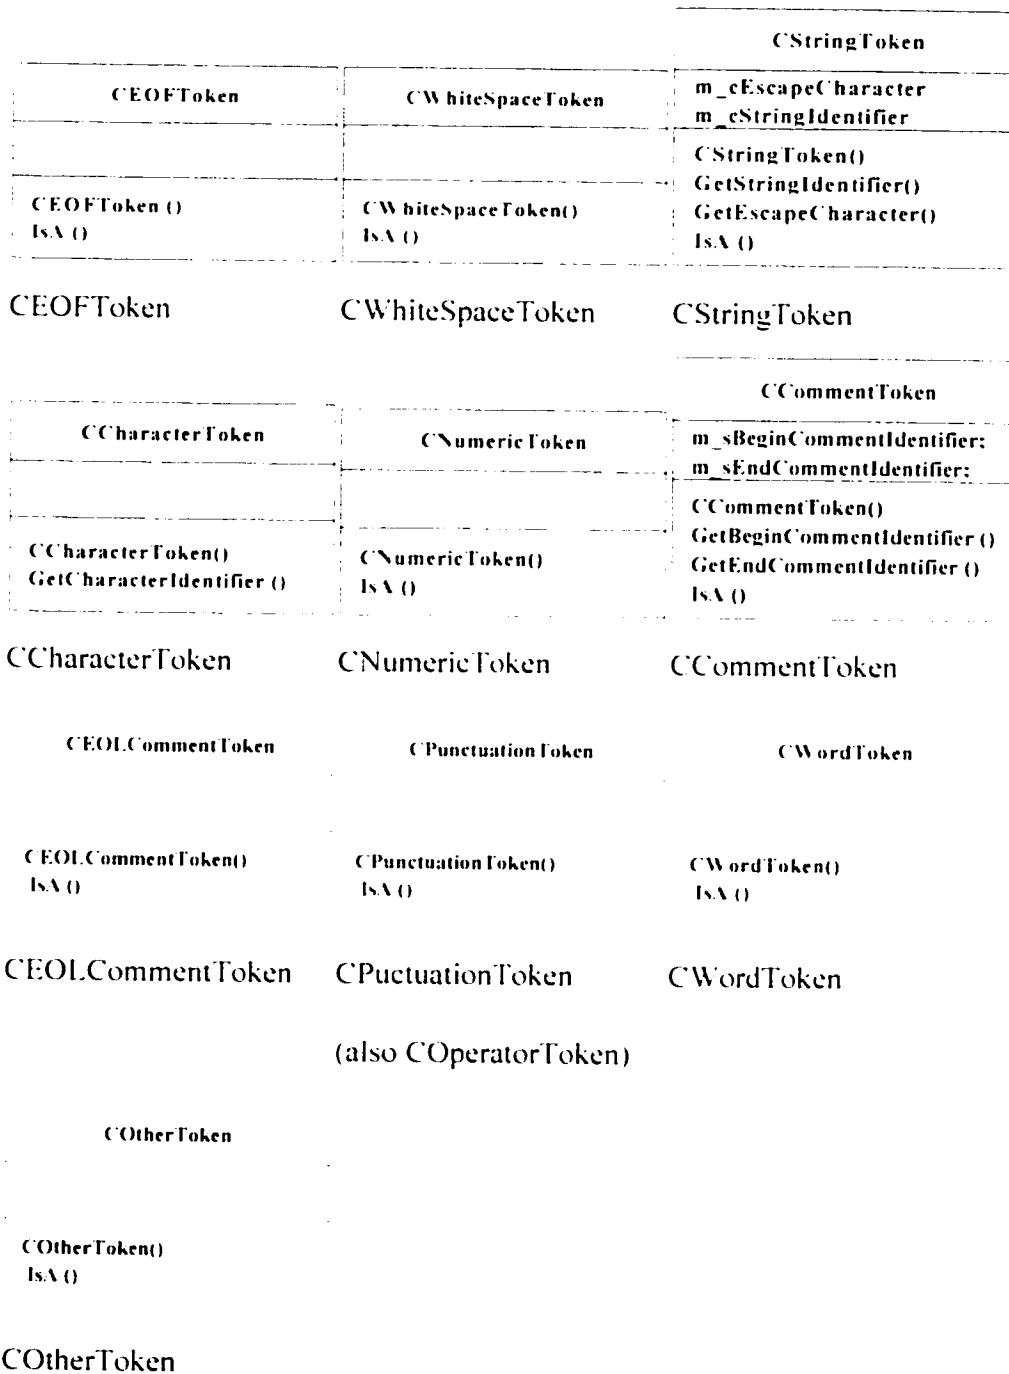 CEOFToken
CEOFToken ()
IsA ()
CEOFToken
CWhiteSpaceToken
CWhiteSpaceToken()
IsA ()
CWhiteSpaceToken
CStringToken
m_cEscapeCharacter
m_cStringIdentifier
CStringToken()
GetStringIdentifier()
GetEscapeCharacter()
IsA ()
CStringToken
CCharacterToken
CCharacterToken()
GetCharacterIdentifier ()
CCharacterToken
CNumericToken
CNumericToken()
IsA ()
CNumericToken
CCommentToken
m_sBeginCommentIdentifier;
m_sEndCommentIdentifier;
CCommentToken()
GetBeginCommentIdentifier ()
GetEndCommentIdentifier ()
IsA ()
CCommentToken
CEOLCommentToken
CEOLCommentToken()
IsA ()
CEOLCommentToken
CPunctuationToken
CPunctuationToken()
IsA ()
CPuctuationToken
(also COperatorToken)
CWordToken
CWordToken()
IsA ()
CWordToken
COtherToken
COtherToken()
IsA ()
COtherToken